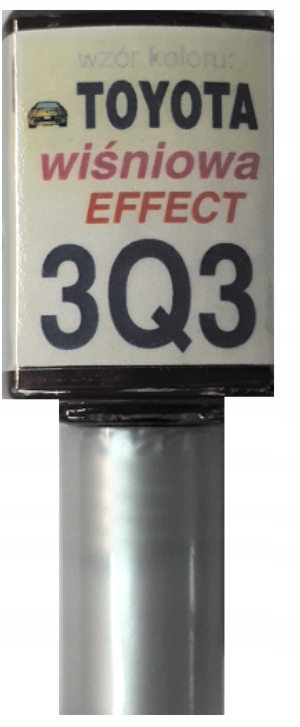 wzór koloru:
TOYOTA
wiśniowa
EFFECT
3Q3